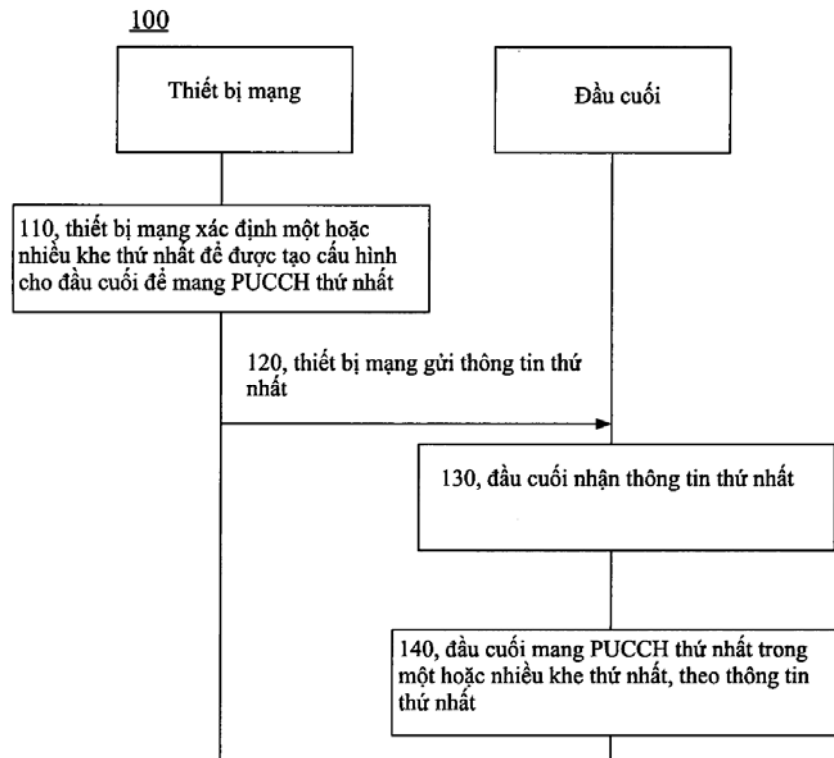 100
Thiết bị mạng
Đầu cuối
110, thiết bị mạng xác định một hoặc
nhiều khe thứ nhất để được tạo cấu hình
cho đầu cuối để mang PUCCH thứ nhất
120, thiết bị mạng gửi thông tin thứ
nhất
130, đầu cuối nhận thông tin thứ nhất
140, đầu cuối mang PUCCH thứ nhất trong
một hoặc nhiều khe thứ nhất, theo thông tin
thứ nhất